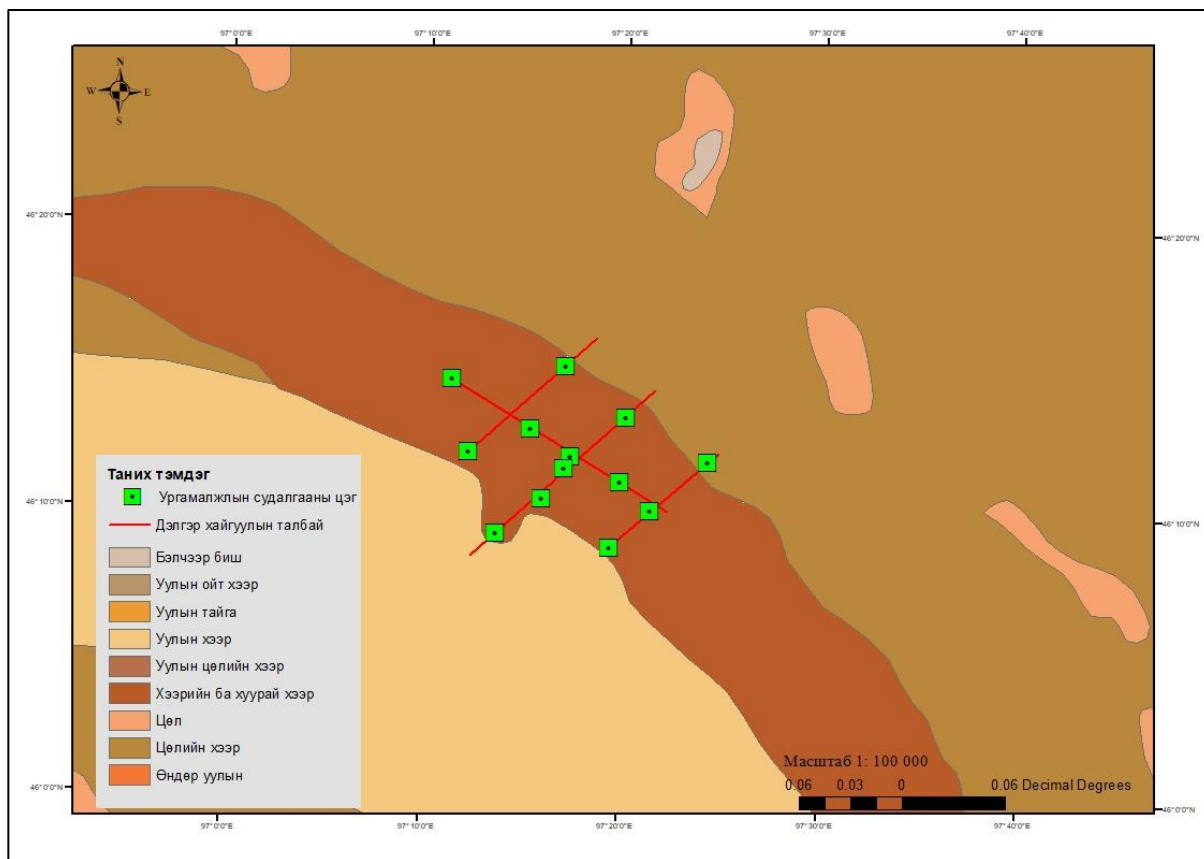 97°0'0"E 97°10'0"E 97°20'0"E 97°30'0"E 97°40'0"E
N
W E
S
46°20'0"N
46°20'0"N
46°10'0"N
46°10'0"N
46°0'0"N
46°0'0"N
Таних тэмдэг
Ургамалжлын судалгааны цэг
Дэлгэр хайгуулын талбай
Бэлчээр биш
Уулын ойт хээр
Уулын тайга
Уулын хээр
Уулын цөлийн хээр
Хээрийн ба хуурай хээр
Цөл
Цөлийн хээр
Өндөр уулын
Масштаб 1: 100 000
0.06 0.03 0 0.06 Decimal Degrees
97°0'0"E 97°10'0"E 97°20'0"E 97°30'0"E 97°40'0"E